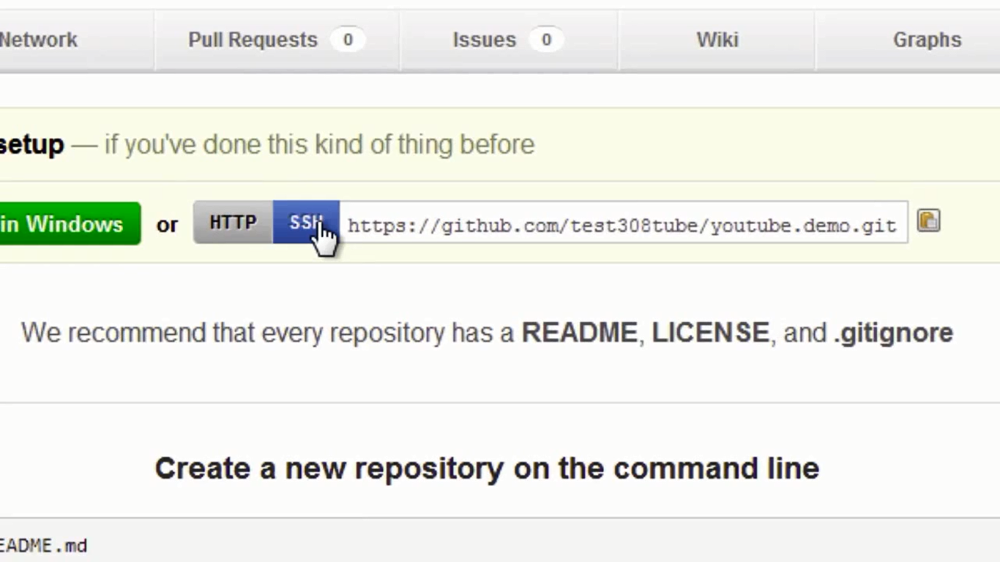 Network Pull Requests 0 Issues 0 Wiki Graphs
setup — if you've done this kind of thing before
in Windows or HTTP SSH https://github.com/test308tube/youtube.demo.git
We recommend that every repository has a README, LICENSE, and .gitignore
Create a new repository on the command line
EADME.md